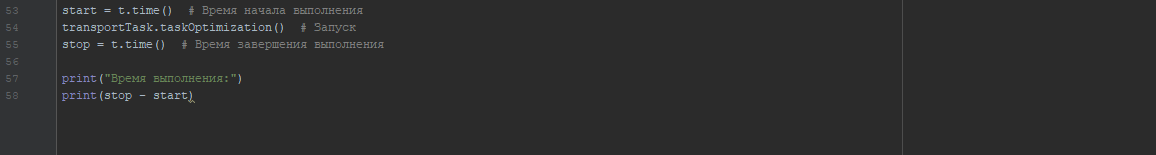 53 start = t.time()  # Время начала выполнения
54 transportTask.taskOptimization()  # Запуск
55 stop = t.time()  # Время завершения выполнения
56
57 print("Время выполнения:")
58 print(stop - start)